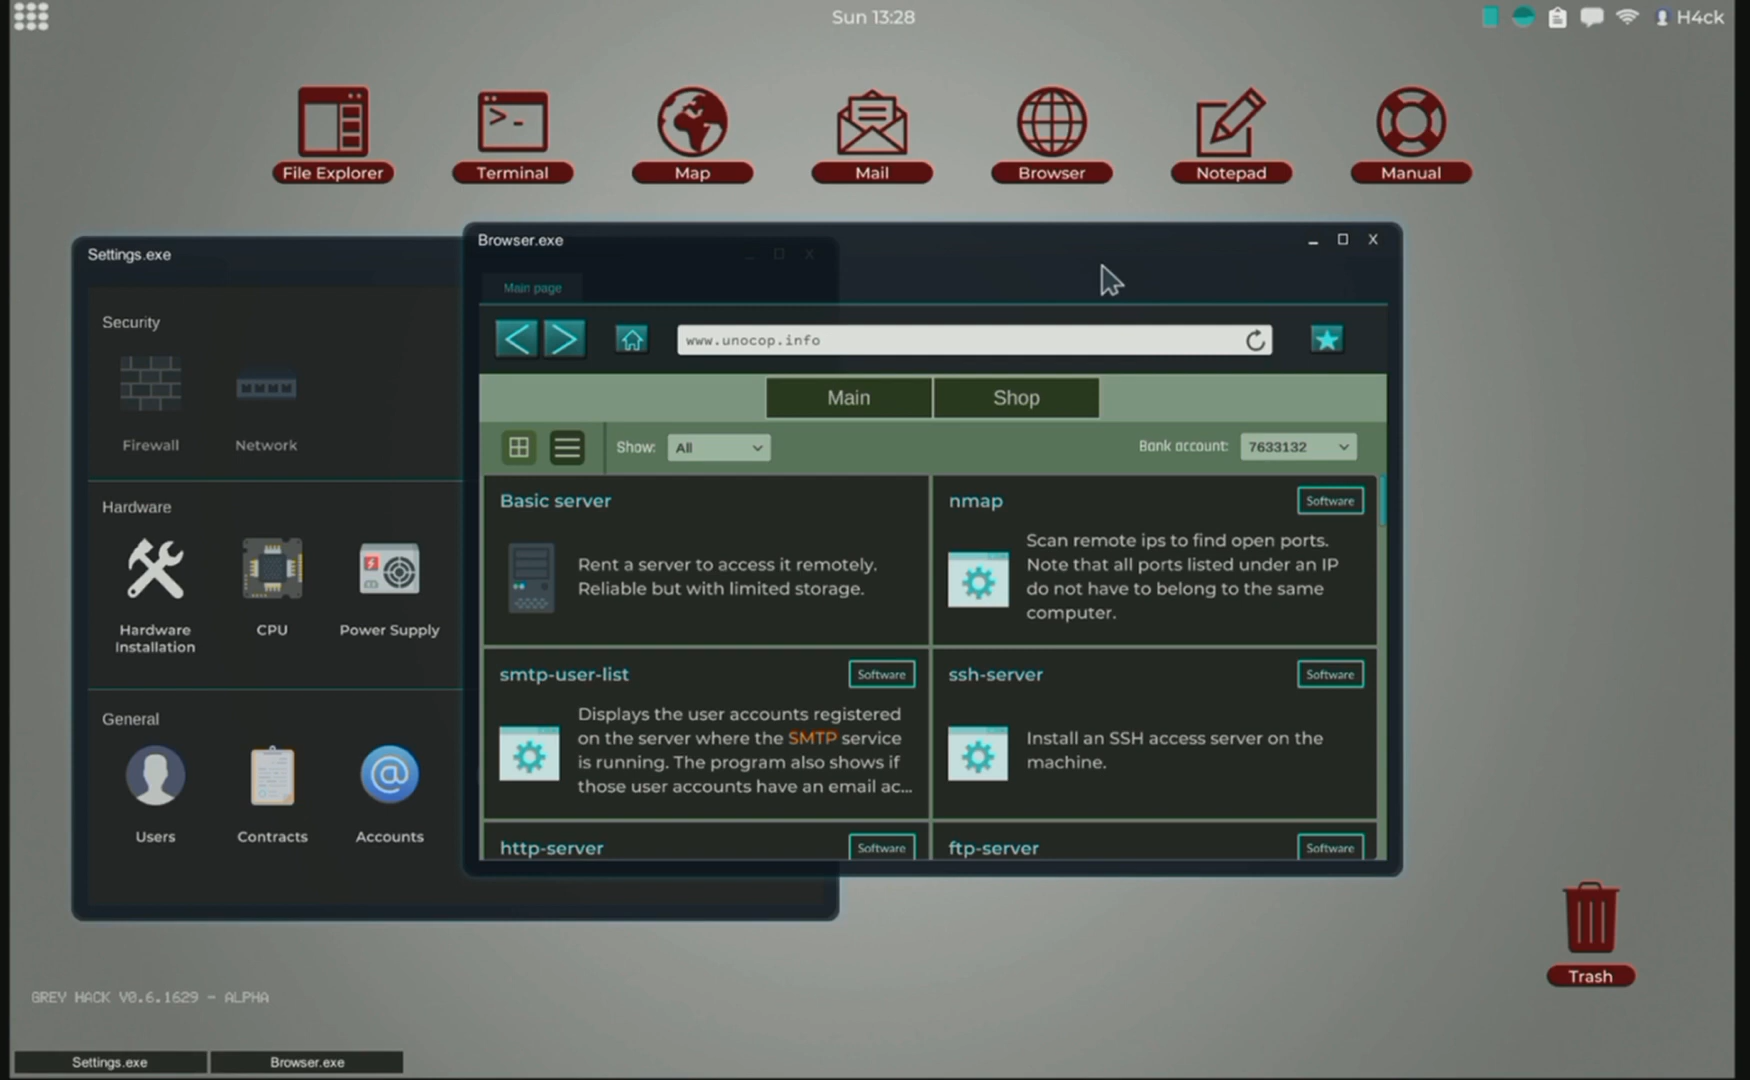 Sun 13:28
H4ck
File Explorer
Terminal
Map
Mail
Browser
Notepad
Manual
Settings.exe
Security
Firewall
Network
Hardware
Hardware
Installation
CPU
Power Supply
General
Users
Contracts
Accounts
Browser.exe
X
Main page
www.unocop.info
Main
Shop
Show:
All
Bank account:
7633132
Basic server
Rent a server to access it remotely.
Reliable but with limited storage.
nmap
Software
Scan remote ips to find open ports.
Note that all ports listed under an IP
do not have to belong to the same
computer.
smtp-user-list
Software
Displays the user accounts registered
on the server where the SMTP service
is running. The program also shows if
those user accounts have an email ac...
ssh-server
Software
Install an SSH access server on the
machine.
http-server
Software
ftp-server
Software
Trash
GREY HACK V0.6.1629 - ALPHA
Settings.exe
Browser.exe